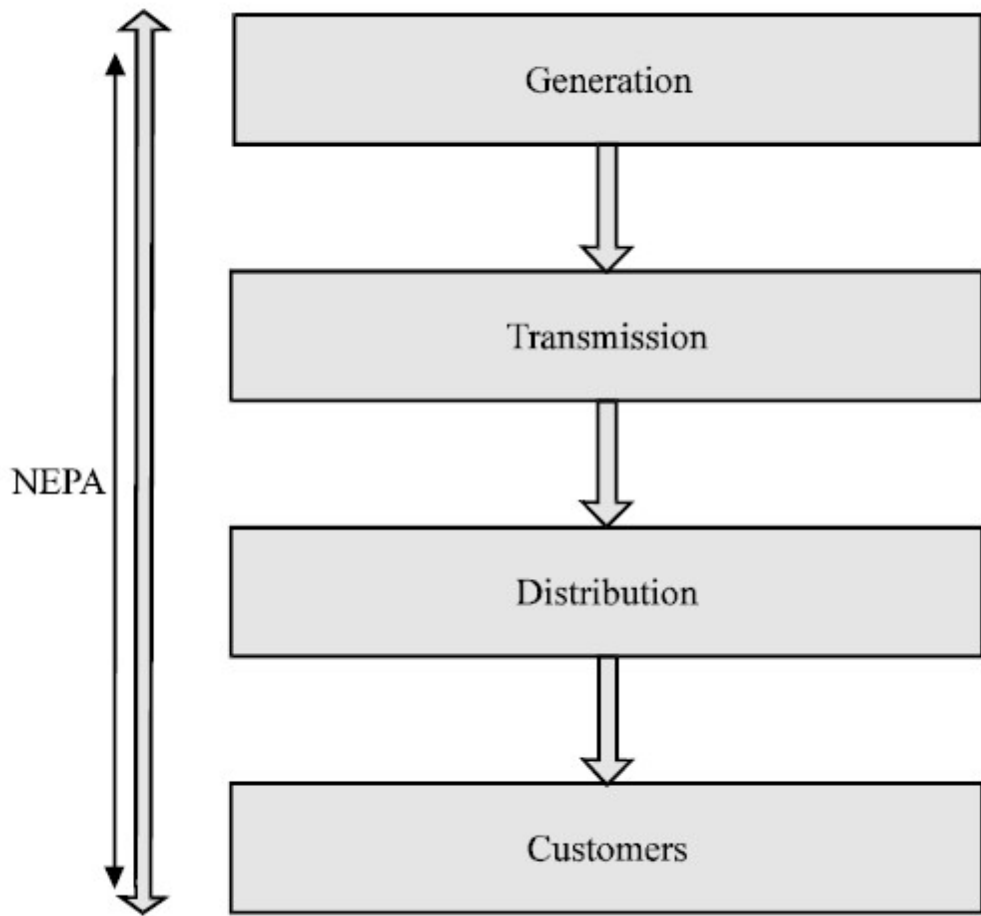 Generation
Transmission
NEPA
Distribution
Customers